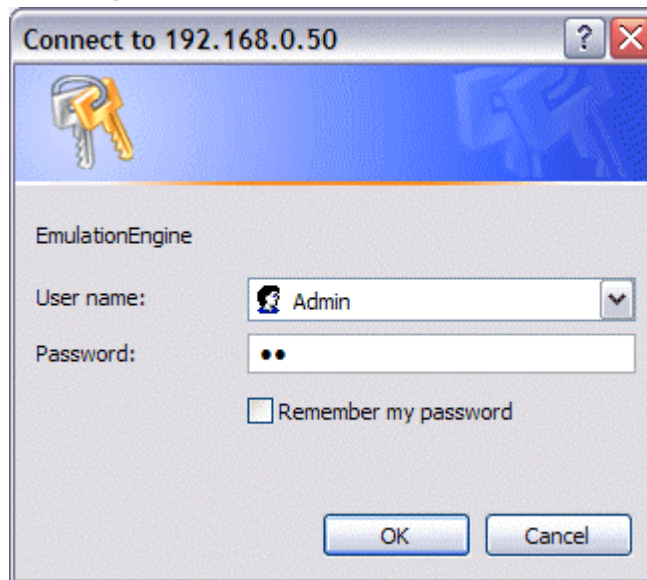 Connect to 192.168.0.50
EmulationEngine
User name: Admin
Password: ●●
Remember my password
OK Cancel